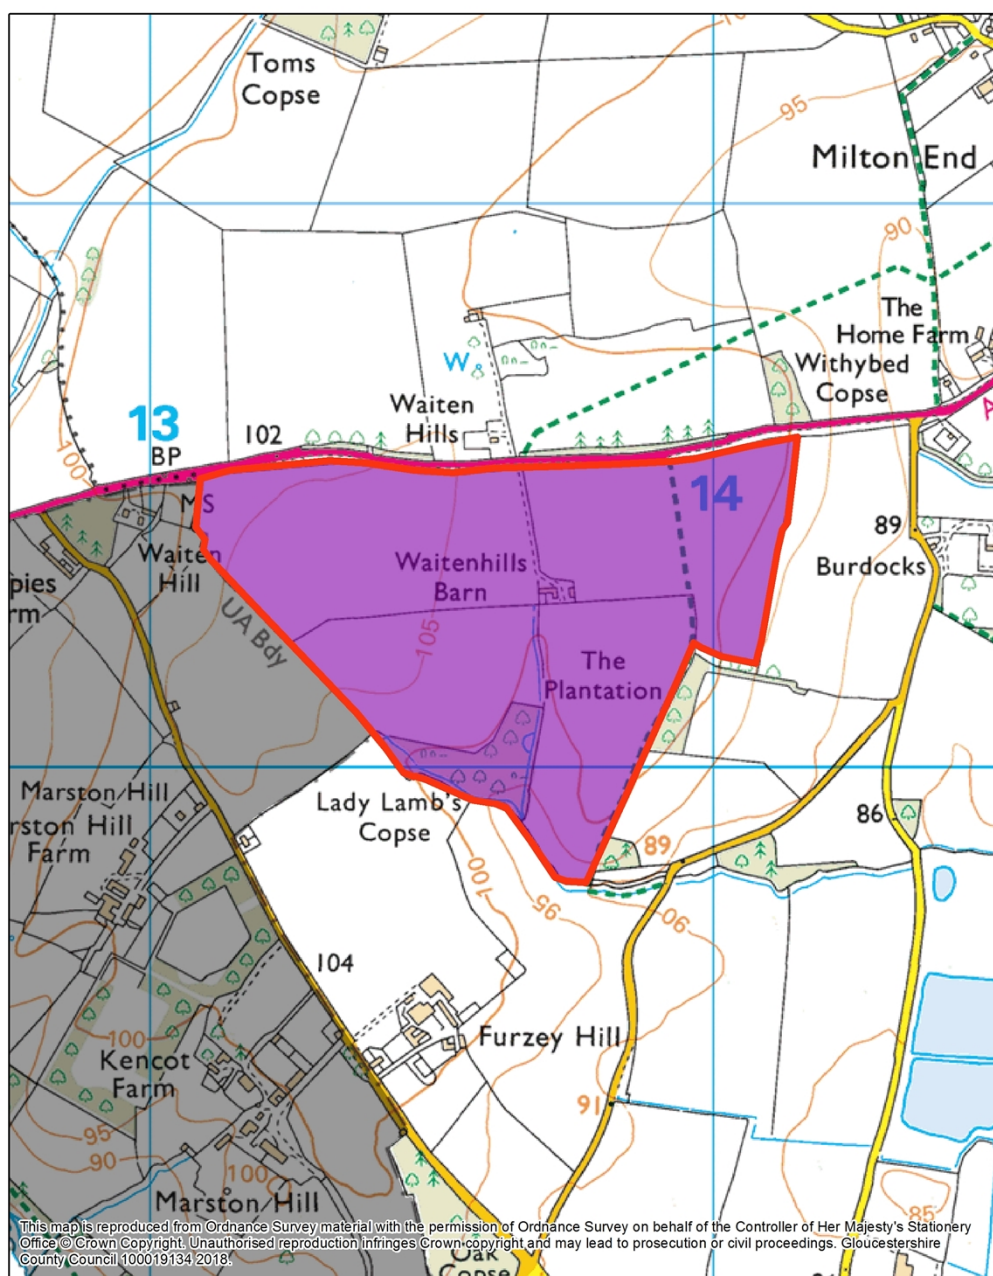 Toms
Copse
95
Milton End
90
The
Home Farm
Withybed
Copse
W
13
BP
102
100
Waiten
Hills
A
MS
14
89
Burdocks
Waiten
Hill
pies
rm
UA Bdy
Waitenhills
Barn
105
The
Plantation
Marston Hill
rston Hill
Farm
Lady Lamb's
Copse
86
89
100
95
90
104
Furzey Hill
100
Kencot
Farm
91
95
90
100
Marston Hill
85
Oak
Copse
This map is reproduced from Ordnance Survey material with the permission of Ordnance Survey on behalf of the Controller of Her Majesty's Stationery
Office © Crown Copyright. Unauthorised reproduction infringes Crown copyright and may lead to prosecution or civil proceedings. Gloucestershire
County Council 100019134 2018.